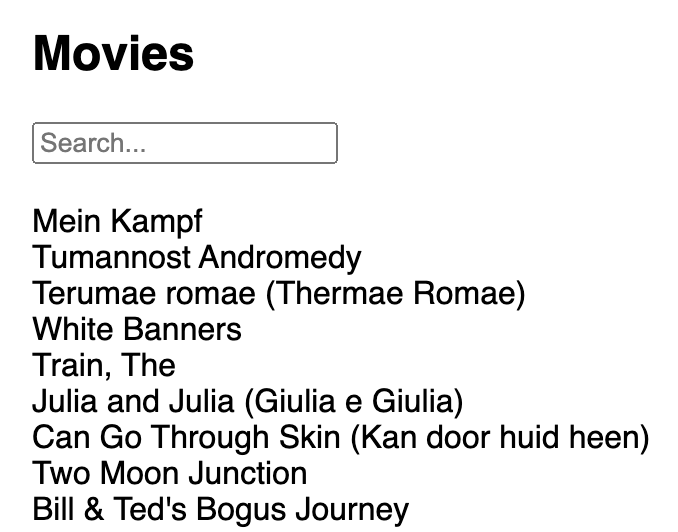 Movies
Search...
Mein Kampf
Tumannost Andromedy
Terumae romae (Thermae Romae)
White Banners
Train, The
Julia and Julia (Giulia e Giulia)
Can Go Through Skin (Kan door huid heen)
Two Moon Junction
Bill & Ted's Bogus Journey